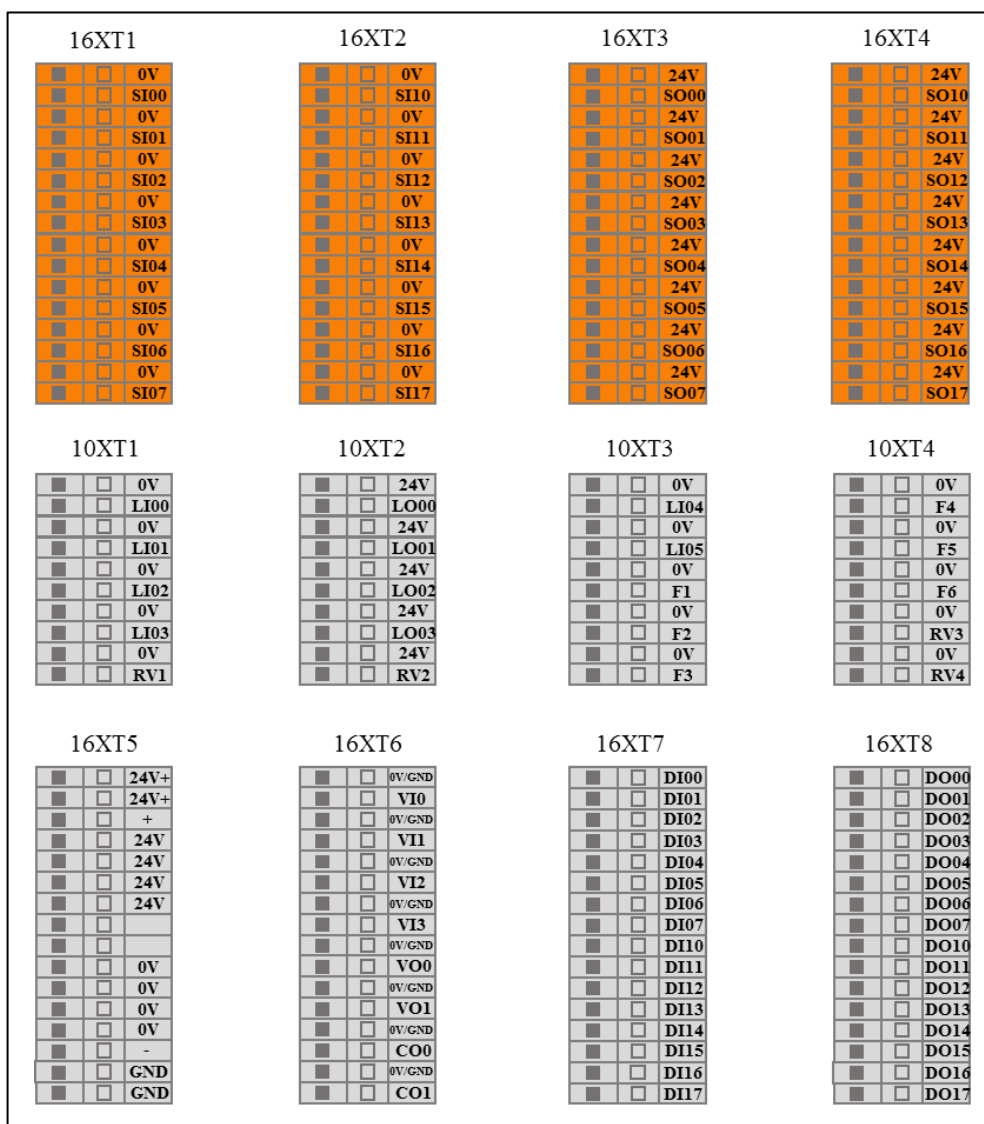 16XT1 16XT2 16XT3 16XT4
0V 0V 24V 24V
SI00 SI10 SO00 SO10
0V 0V 24V 24V
SI01 SI11 SO01 SO11
0V 0V 24V 24V
SI02 SI12 SO02 SO12
0V 0V 24V 24V
SI03 SI13 SO03 SO13
0V 0V 24V 24V
SI04 SI14 SO04 SO14
0V 0V 24V 24V
SI05 SI15 SO05 SO15
0V 0V 24V 24V
SI06 SI16 SO06 SO16
0V 0V 24V 24V
SI07 SI17 SO07 SO17
10XT1 10XT2 10XT3 10XT4
0V 24V 0V 0V
LI00 LO00 LI04 F4
0V 24V 0V 0V
LI01 LO01 LI05 F5
0V 24V 0V 0V
LI02 LO02 F1 F6
0V 24V 0V 0V
LI03 LO03 F2 RV3
0V 24V 0V 0V
RV1 RV2 F3 RV4
16XT5 16XT6 16XT7 16XT8
24V+ 0V/GND DI00 DO00
24V+ VI0 DI01 DO01
+ 0V/GND DI02 DO02
24V VI1 DI03 DO03
24V 0V/GND DI04 DO04
24V VI2 DI05 DO05
24V 0V/GND DI06 DO06
VI3 DI07 DO07
0V/GND DI10 DO10
0V VO0 DI11 DO11
0V 0V/GND DI12 DO12
0V VO1 DI13 DO13
0V 0V/GND DI14 DO14
- CO0 DI15 DO15
GND 0V/GND DI16 DO16
GND CO1 DI17 DO17